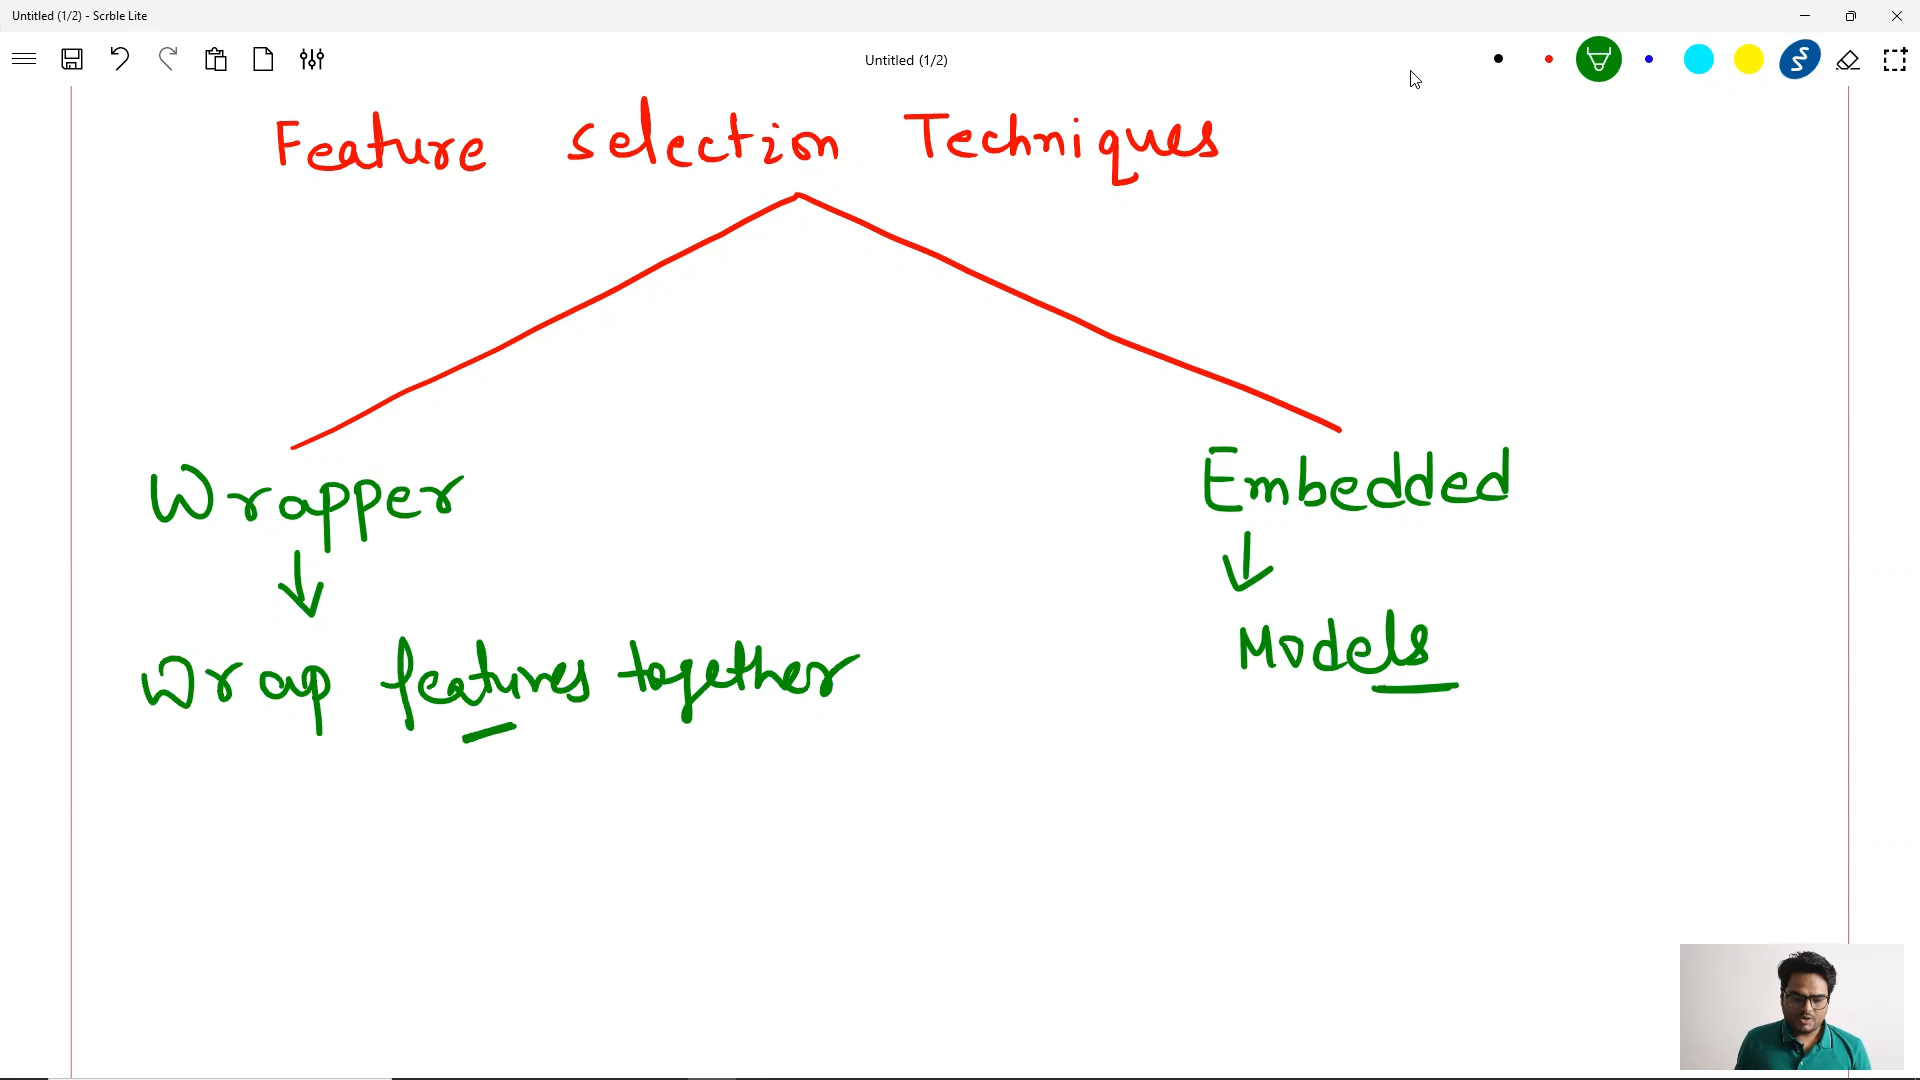 Untitled (1/2) - Scrble Lite
Untitled (1/2)
Feature selection Techniques
Wrapper
Embedded
Wrap features together
Models